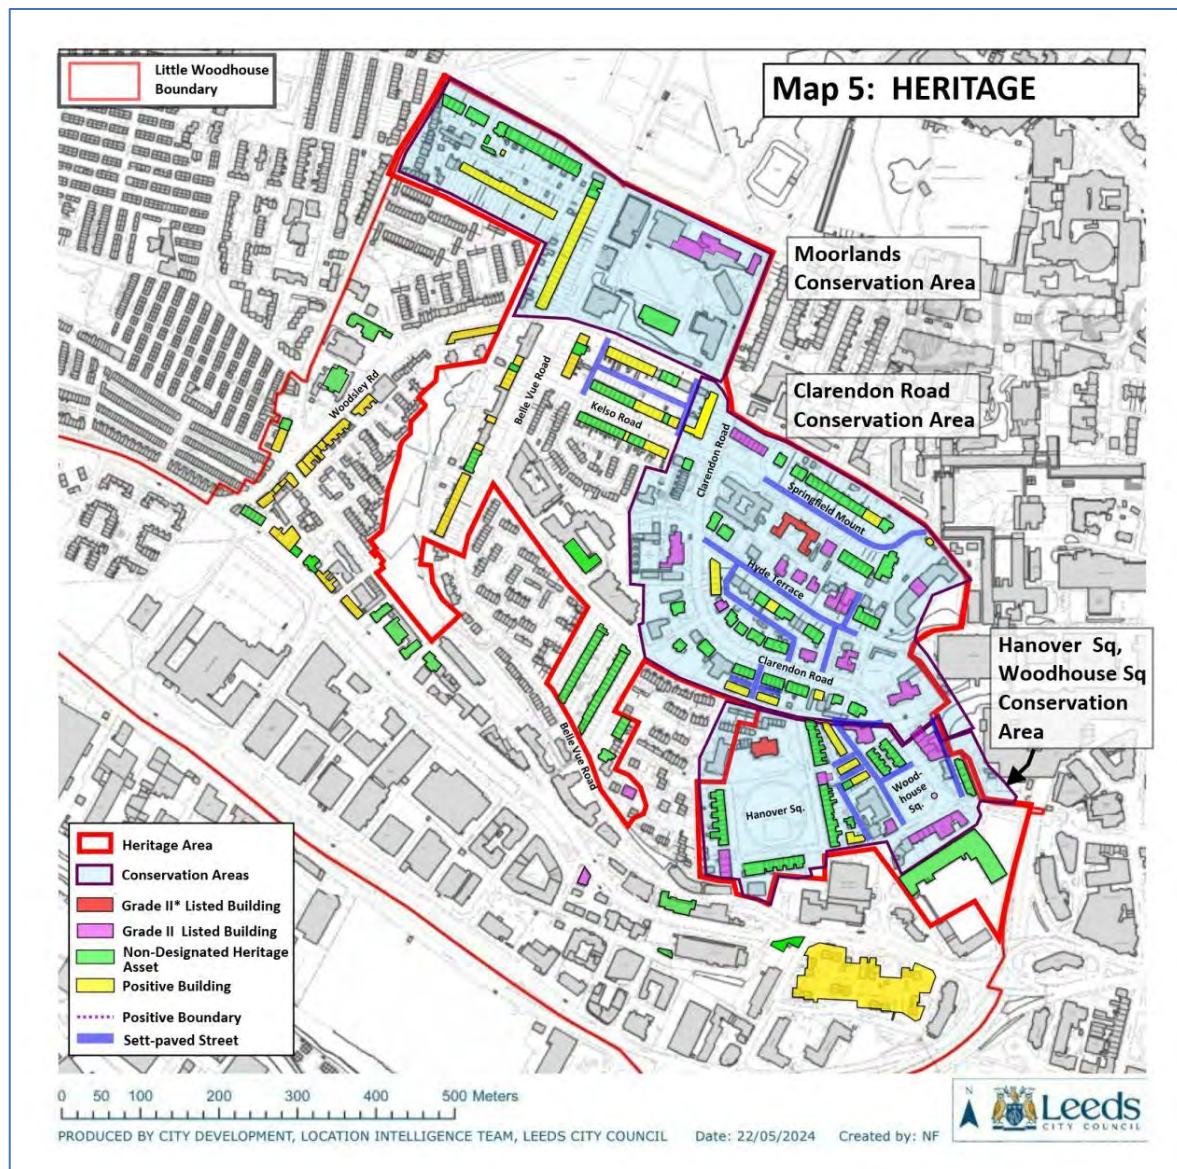 Little Woodhouse
Boundary
Map 5: HERITAGE
Moorlands
Conservation Area
Clarendon Road
Conservation Area
Woodsley Rd
Belle Vue Road
Kelso Road
Clarendon Road
Springfield Mount
Hyde Terrace
Clarendon Road
Hanover Sq,
Woodhouse Sq
Conservation
Area
Belle Vue Road
Hanover Sq.
Wood-
house
Sq.
Heritage Area
Conservation Areas
Grade II* Listed Building
Grade II Listed Building
Non-Designated Heritage
Asset
Positive Building
Positive Boundary
Sett-paved Street
0 50 100 200 300 400 500 Meters
PRODUCED BY CITY DEVELOPMENT, LOCATION INTELLIGENCE TEAM, LEEDS CITY COUNCIL Date: 22/05/2024 Created by: NF
N
Leeds
CITY COUNCIL